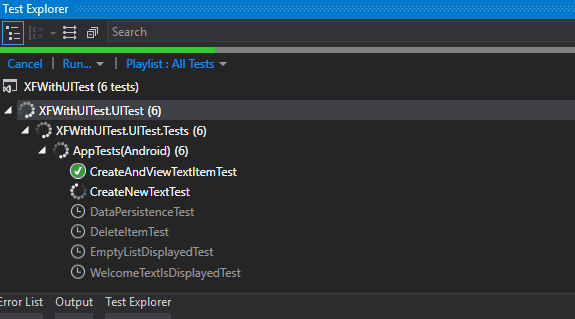 Test Explorer
Search
Cancel | Run... | Playlist : All Tests
XFWithUITest (6 tests)
XFWithUITest.UITest (6)
XFWithUITest.UITest.Tests (6)
AppTests(Android) (6)
CreateAndViewTextItemTest
CreateNewTextTest
DataPersistenceTest
DeleteItemTest
EmptyListDisplayedTest
WelcomeTextIsDisplayedTest
Error List Output Test Explorer